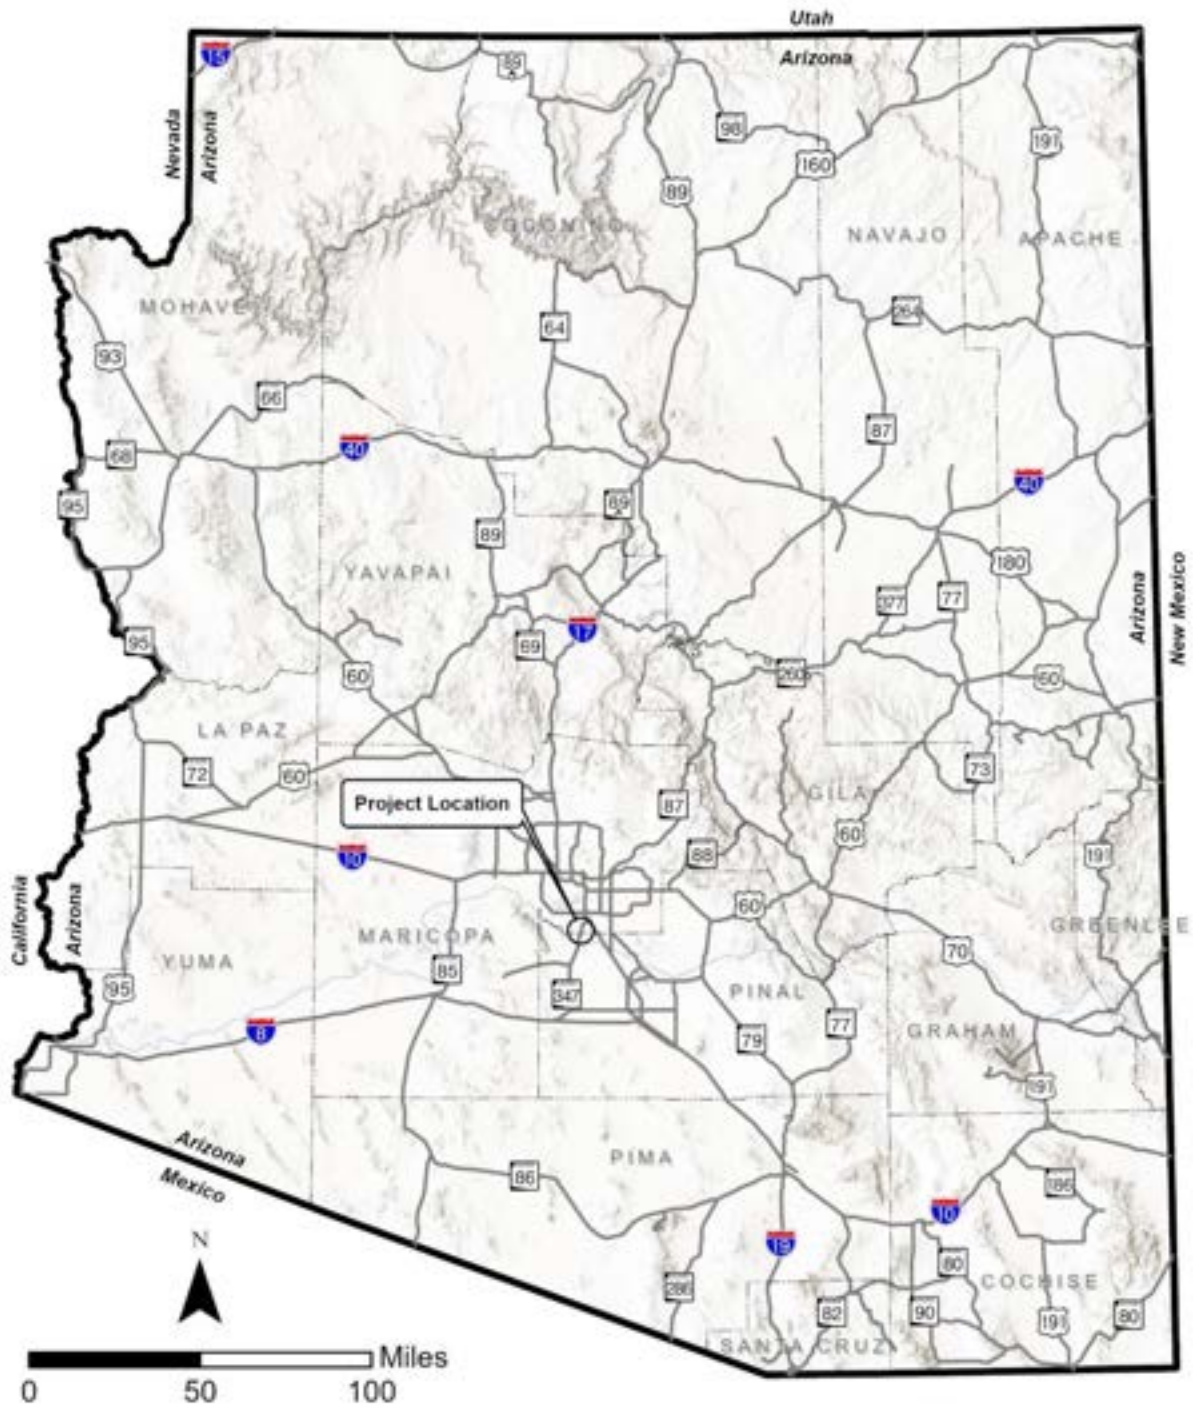 Utah
Arizona
15
89
Nevada
Arizona
98
191
160
89
COCONINO
NAVAJO
APACHE
MOHAVE
264
64
93
66
87
68
40
40
95
89
89
180
YAVAPAI
377
77
Arizona
New Mexico
17
95
69
60
260
60
LA PAZ
72
60
73
Project Location
87
GILA
60
88
191
10
California
Arizona
60
GREENLEE
MARICOPA
70
YUMA
85
95
PINAL
347
77
GRAHAM
8
79
191
Arizona
Mexico
PIMA
86
186
10
N
19
80
COCHISE
286
82
90
191
80
SANTA CRUZ
Miles
0 50 100